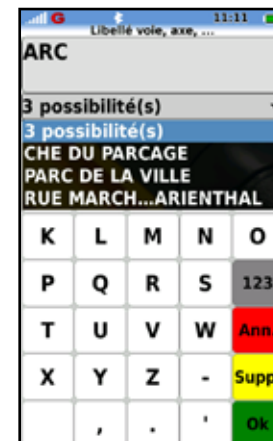 G 11:11
Libellé voie, axe, ...
ARC
3 possibilité(s)
3 possibilité(s)
CHE DU PARCAGE
PARC DE LA VILLE
RUE MARCH...ARIENTHAL
K L M N O
P Q R S 123
T U V W Ann.
X Y Z - Supp
, . ' Ok